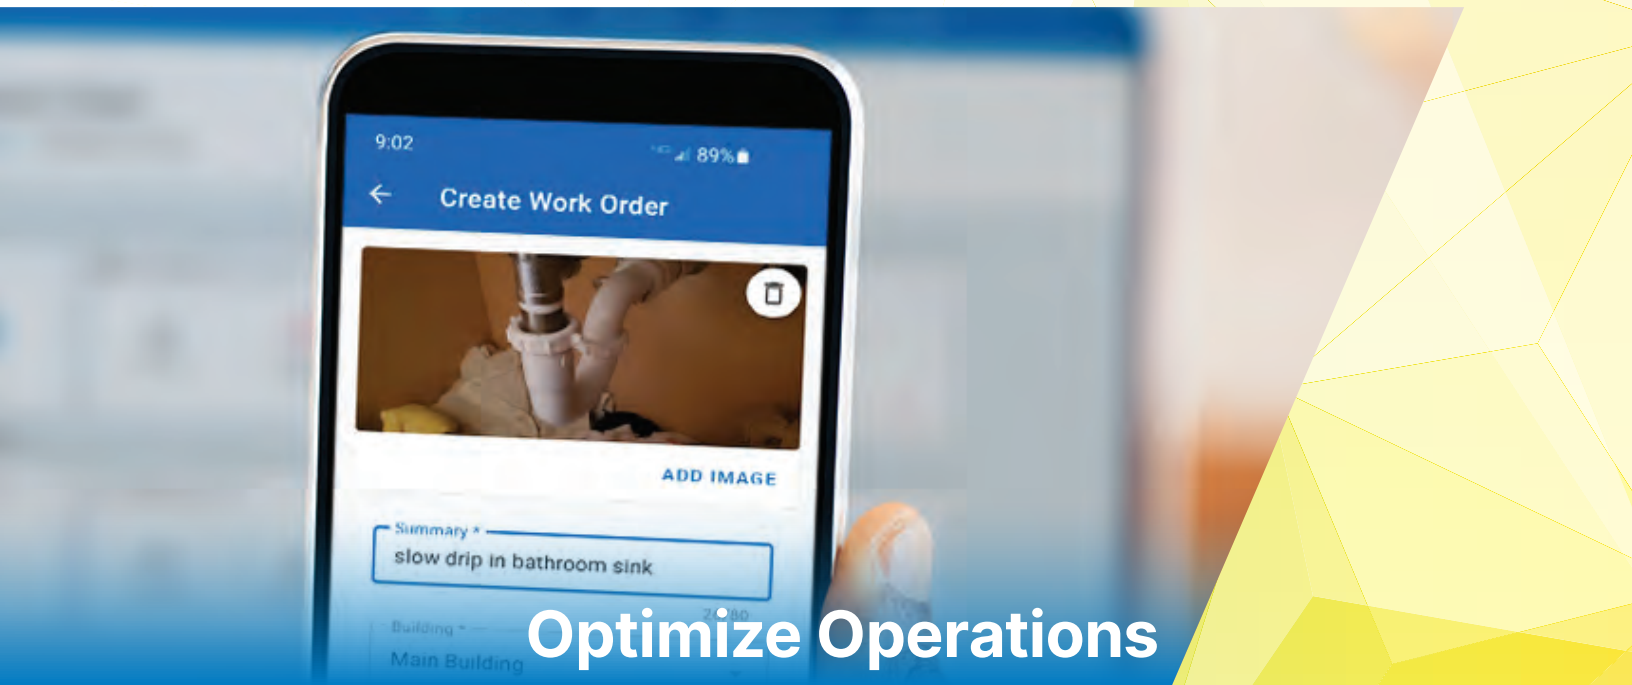 9:02
89%
Create Work Order
ADD IMAGE
Summary *
slow drip in bathroom sink
Building *
Main Building
Optimize Operations